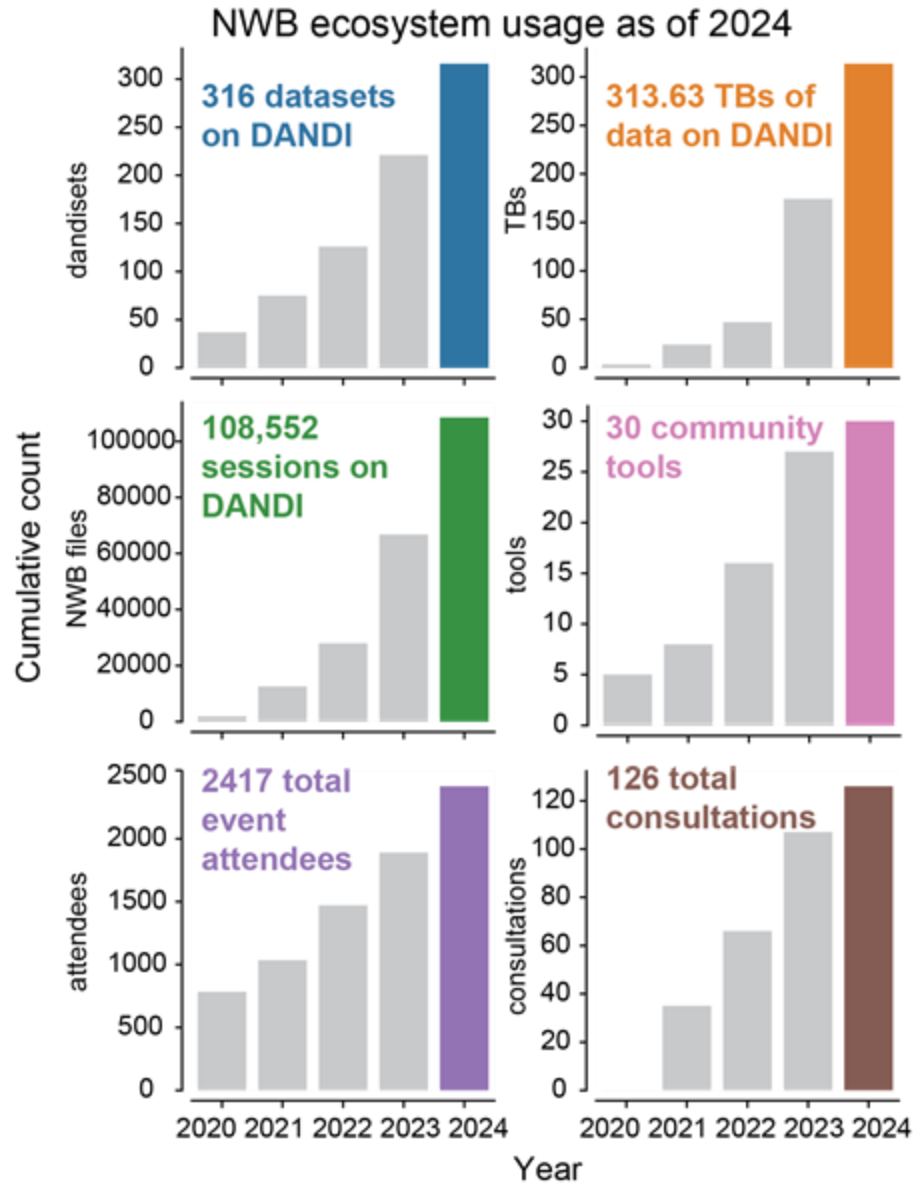 NWB ecosystem usage as of 2024
Cumulative count
dandisets
300
250
200
150
100
50
0
316 datasets
on DANDI
TBs
300
250
200
150
100
50
0
313.63 TBs of
data on DANDI
NWB files
100000
80000
60000
40000
20000
0
108,552
sessions on
DANDI
tools
30
25
20
15
10
5
0
30 community
tools
attendees
2500
2000
1500
1000
500
0
2417 total
event
attendees
2020 2021 2022 2023 2024
consultations
120
100
80
60
40
20
0
126 total
consultations
2020 2021 2022 2023 2024
Year